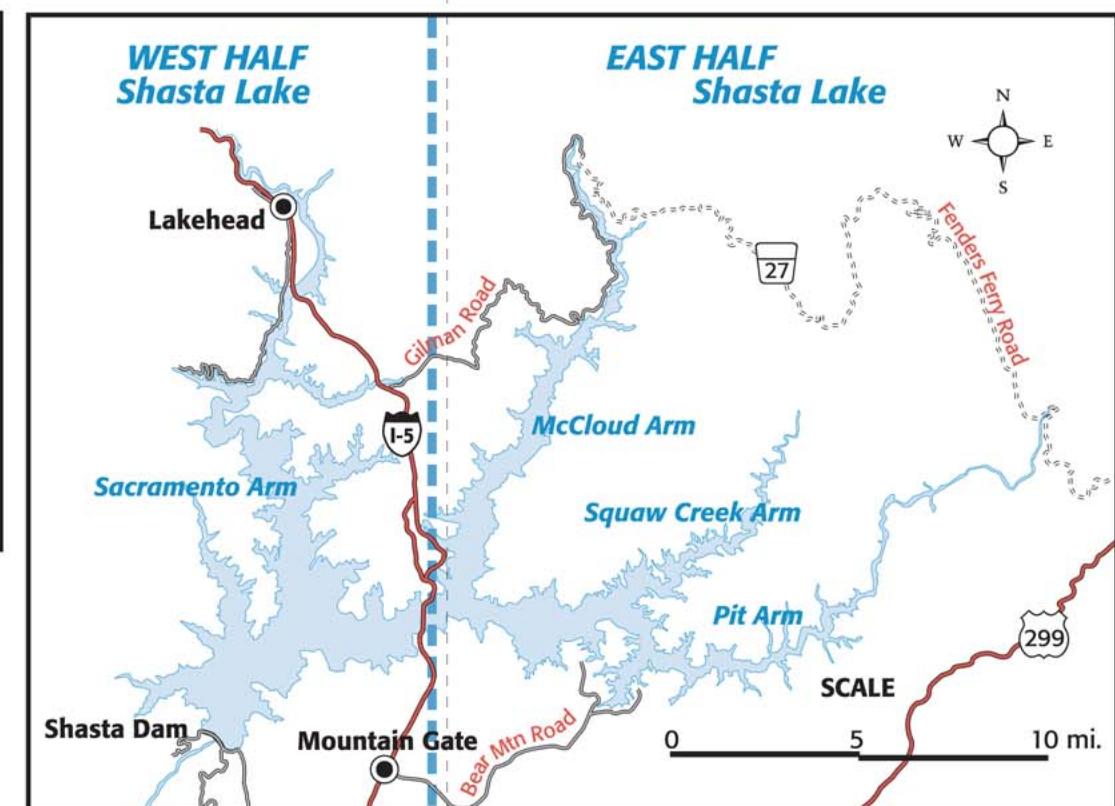 WEST HALF
Shasta Lake
EAST HALF
Shasta Lake
N
W E
S
Lakehead
27
Fenders Ferry Road
Gilman Road
McCloud Arm
I-5
Sacramento Arm
Squaw Creek Arm
Pit Arm
299
SCALE
Shasta Dam
Mountain Gate
Bear Mtn Road
0 5 10 mi.